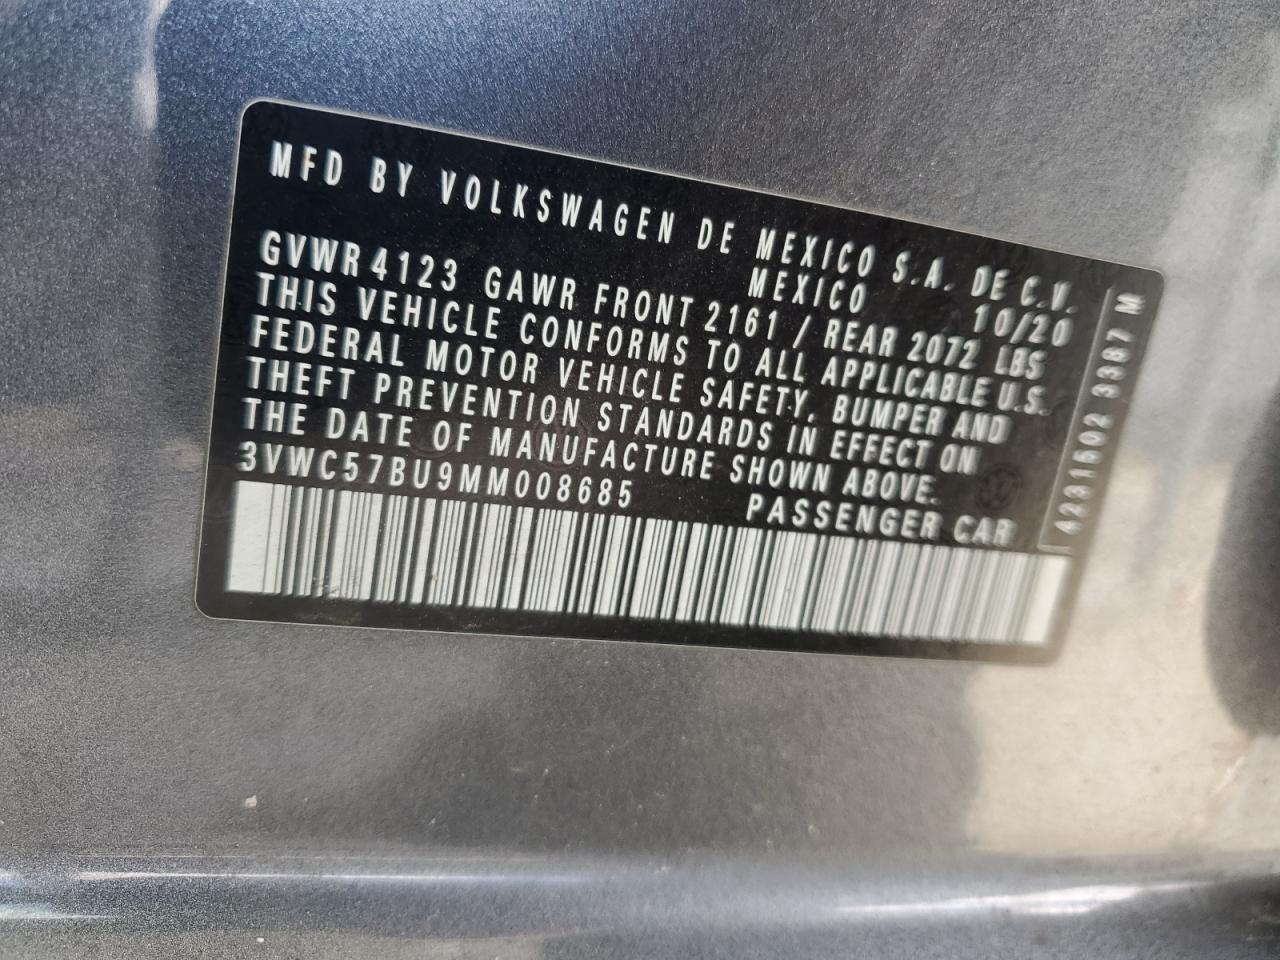 MFD BY VOLKSWAGEN DE MEXICO S.A. DE C.V.
MEXICO 10/20
GVWR 4123 GAWR FRONT 2161 / REAR 2072 LBS
THIS VEHICLE CONFORMS TO ALL APPLICABLE U.S.
FEDERAL MOTOR VEHICLE SAFETY, BUMPER AND
THEFT PREVENTION STANDARDS IN EFFECT ON
THE DATE OF MANUFACTURE SHOWN ABOVE.
3VWC57BU9MM008685 PASSENGER CAR
4231502 3387 M